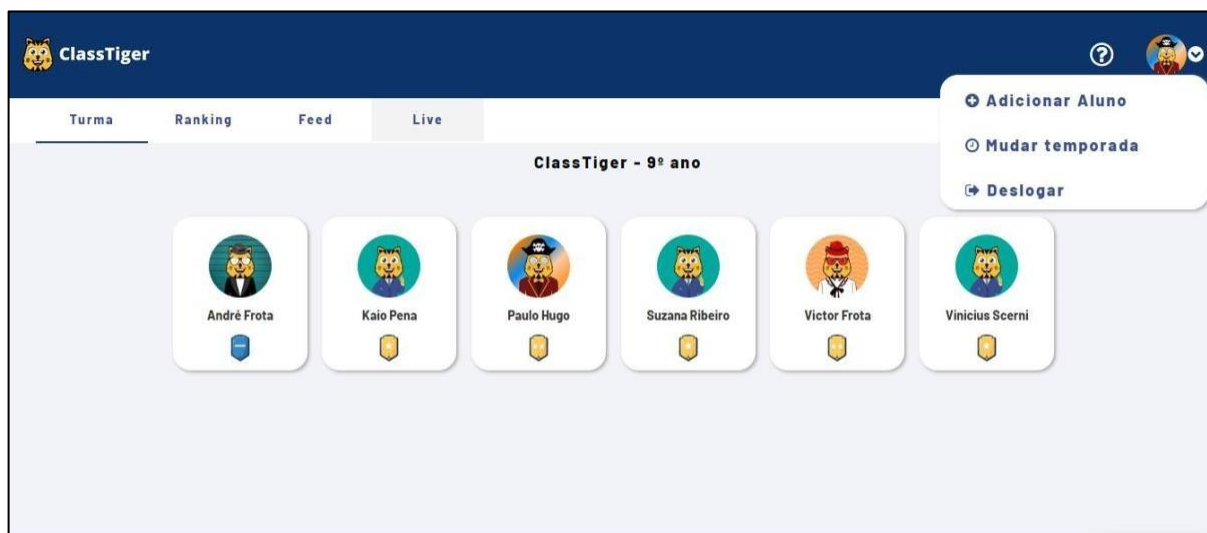 ClassTiger
Adicionar Aluno
Mudar temporada
Deslogar
Turma Ranking Feed Live
ClassTiger - 9º ano
André Frota Kaio Pena Paulo Hugo Suzana Ribeiro Victor Frota Vinicius Scerni